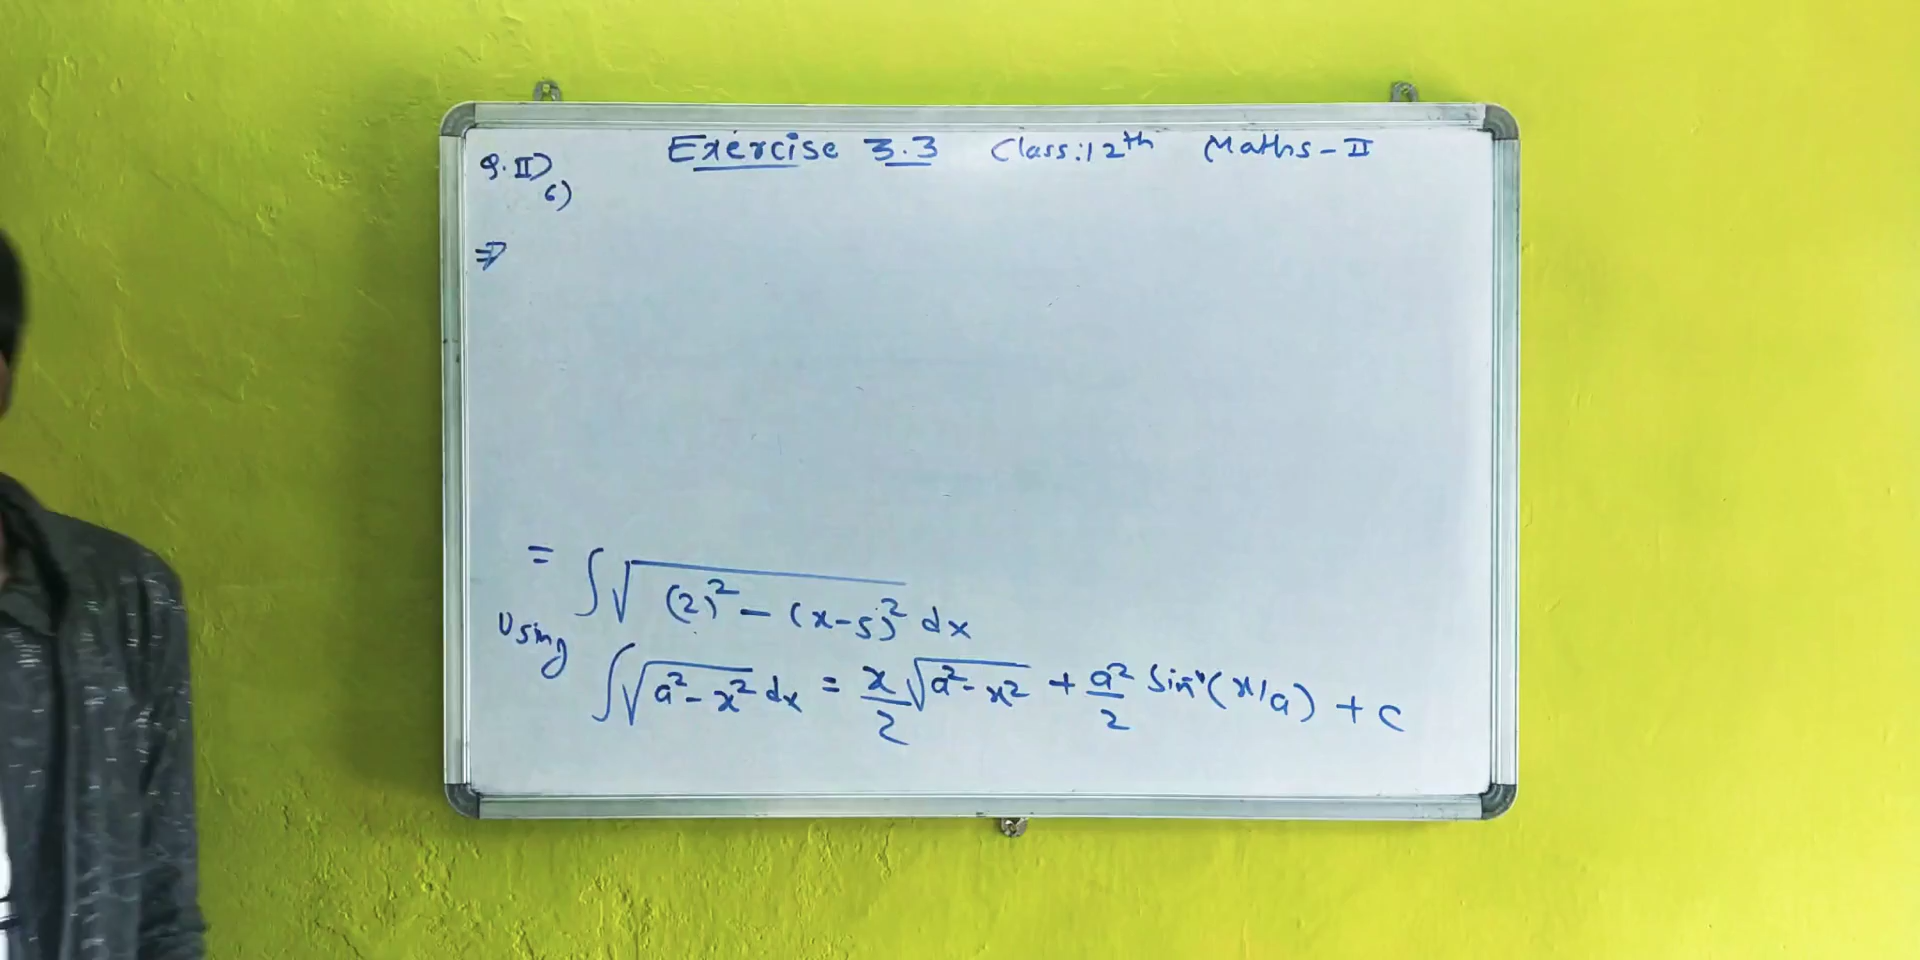 Exercise 3.3 Class:12th Maths-II
Q.II)
6)
⇒
= ∫√(2)² - (x-5)² dx
Using
∫√a²-x² dx = x/2 √a²-x² + a²/2 Sin⁻¹(x/a) + c